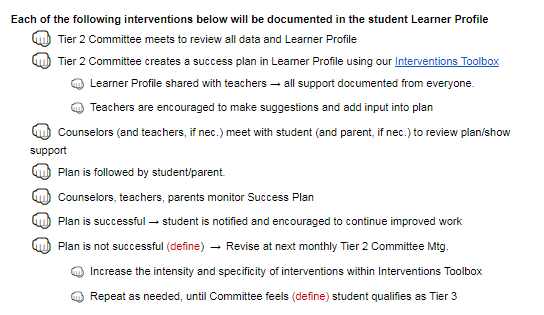 Each of the following interventions below will be documented in the student Learner Profile
Tier 2 Committee meets to review all data and Learner Profile
Tier 2 Committee creates a success plan in Learner Profile using our Interventions Toolbox
Learner Profile shared with teachers → all support documented from everyone.
Teachers are encouraged to make suggestions and add input into plan
Counselors (and teachers, if nec.) meet with student (and parent, if nec.) to review plan/show
support
Plan is followed by student/parent.
Counselors, teachers, parents monitor Success Plan
Plan is successful → student is notified and encouraged to continue improved work
Plan is not successful (define) → Revise at next monthly Tier 2 Committee Mtg.
Increase the intensity and specificity of interventions within Interventions Toolbox
Repeat as needed, until Committee feels (define) student qualifies as Tier 3